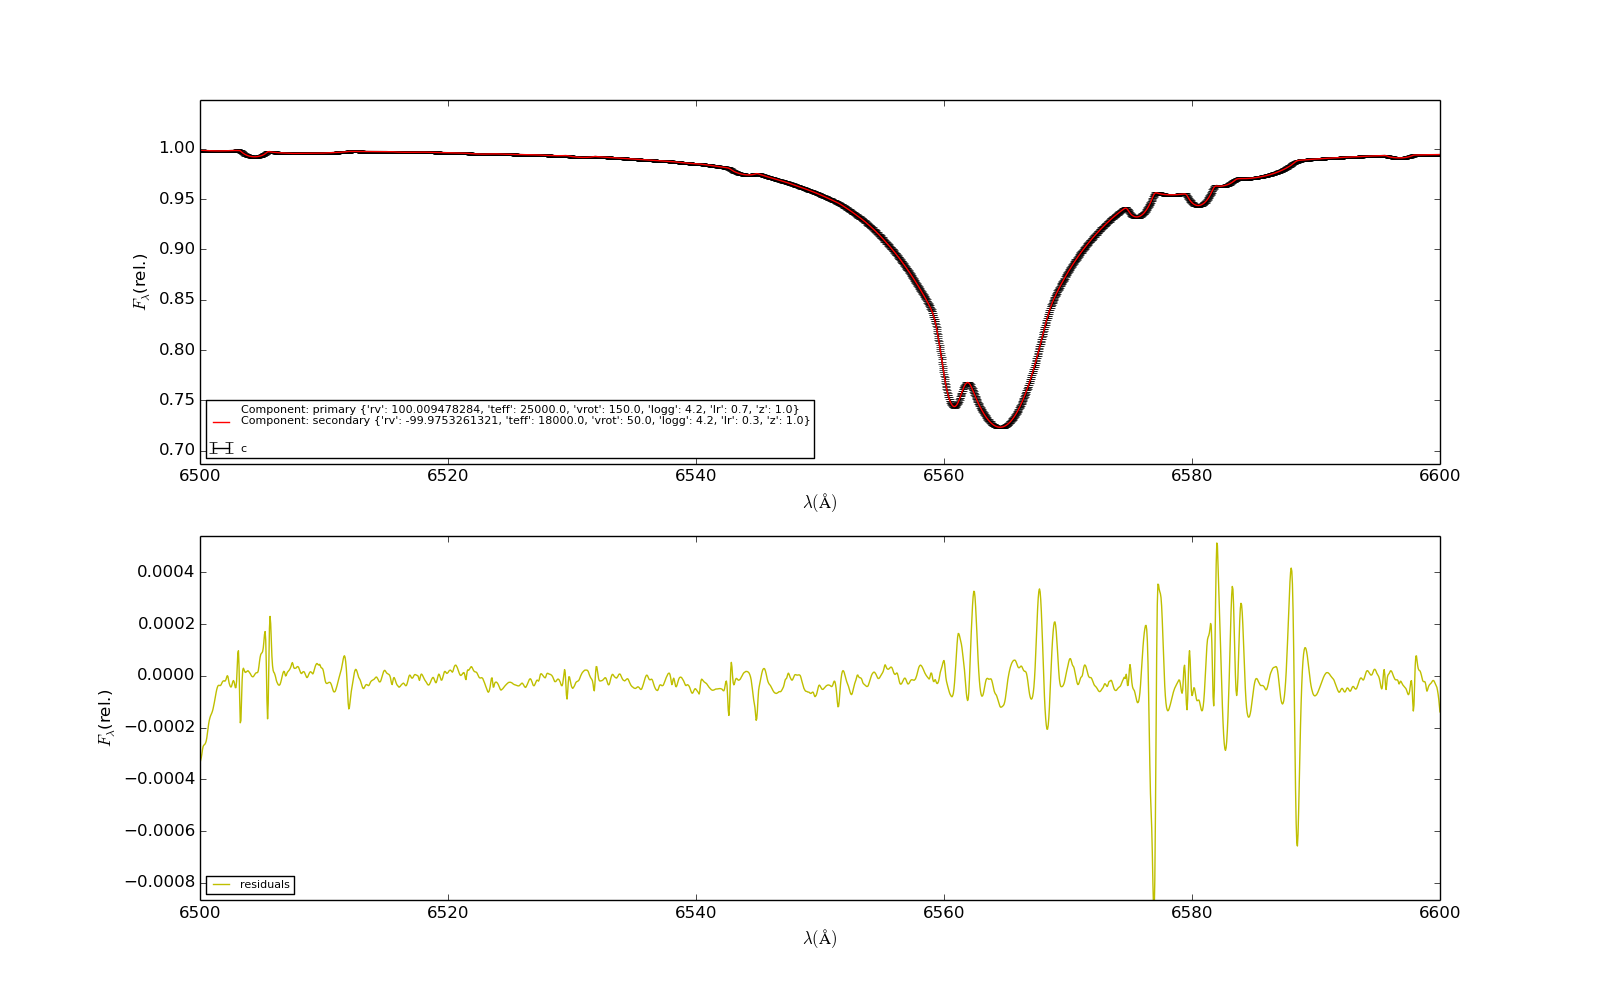 1.00
0.95
0.90
0.85
0.80
0.75
0.70
F_λ(rel.)
Component: primary {'rv': 100.009478284, 'teff': 25000.0, 'vrot': 150.0, 'logg': 4.2, 'lr': 0.7, 'z': 1.0}
Component: secondary {'rv': -99.9753261321, 'teff': 18000.0, 'vrot': 50.0, 'logg': 4.2, 'lr': 0.3, 'z': 1.0}
c
6500 6520 6540 6560 6580 6600
λ(Å)
0.0004
0.0002
0.0000
−0.0002
−0.0004
−0.0006
−0.0008
F_λ(rel.)
residuals
6500 6520 6540 6560 6580 6600
λ(Å)